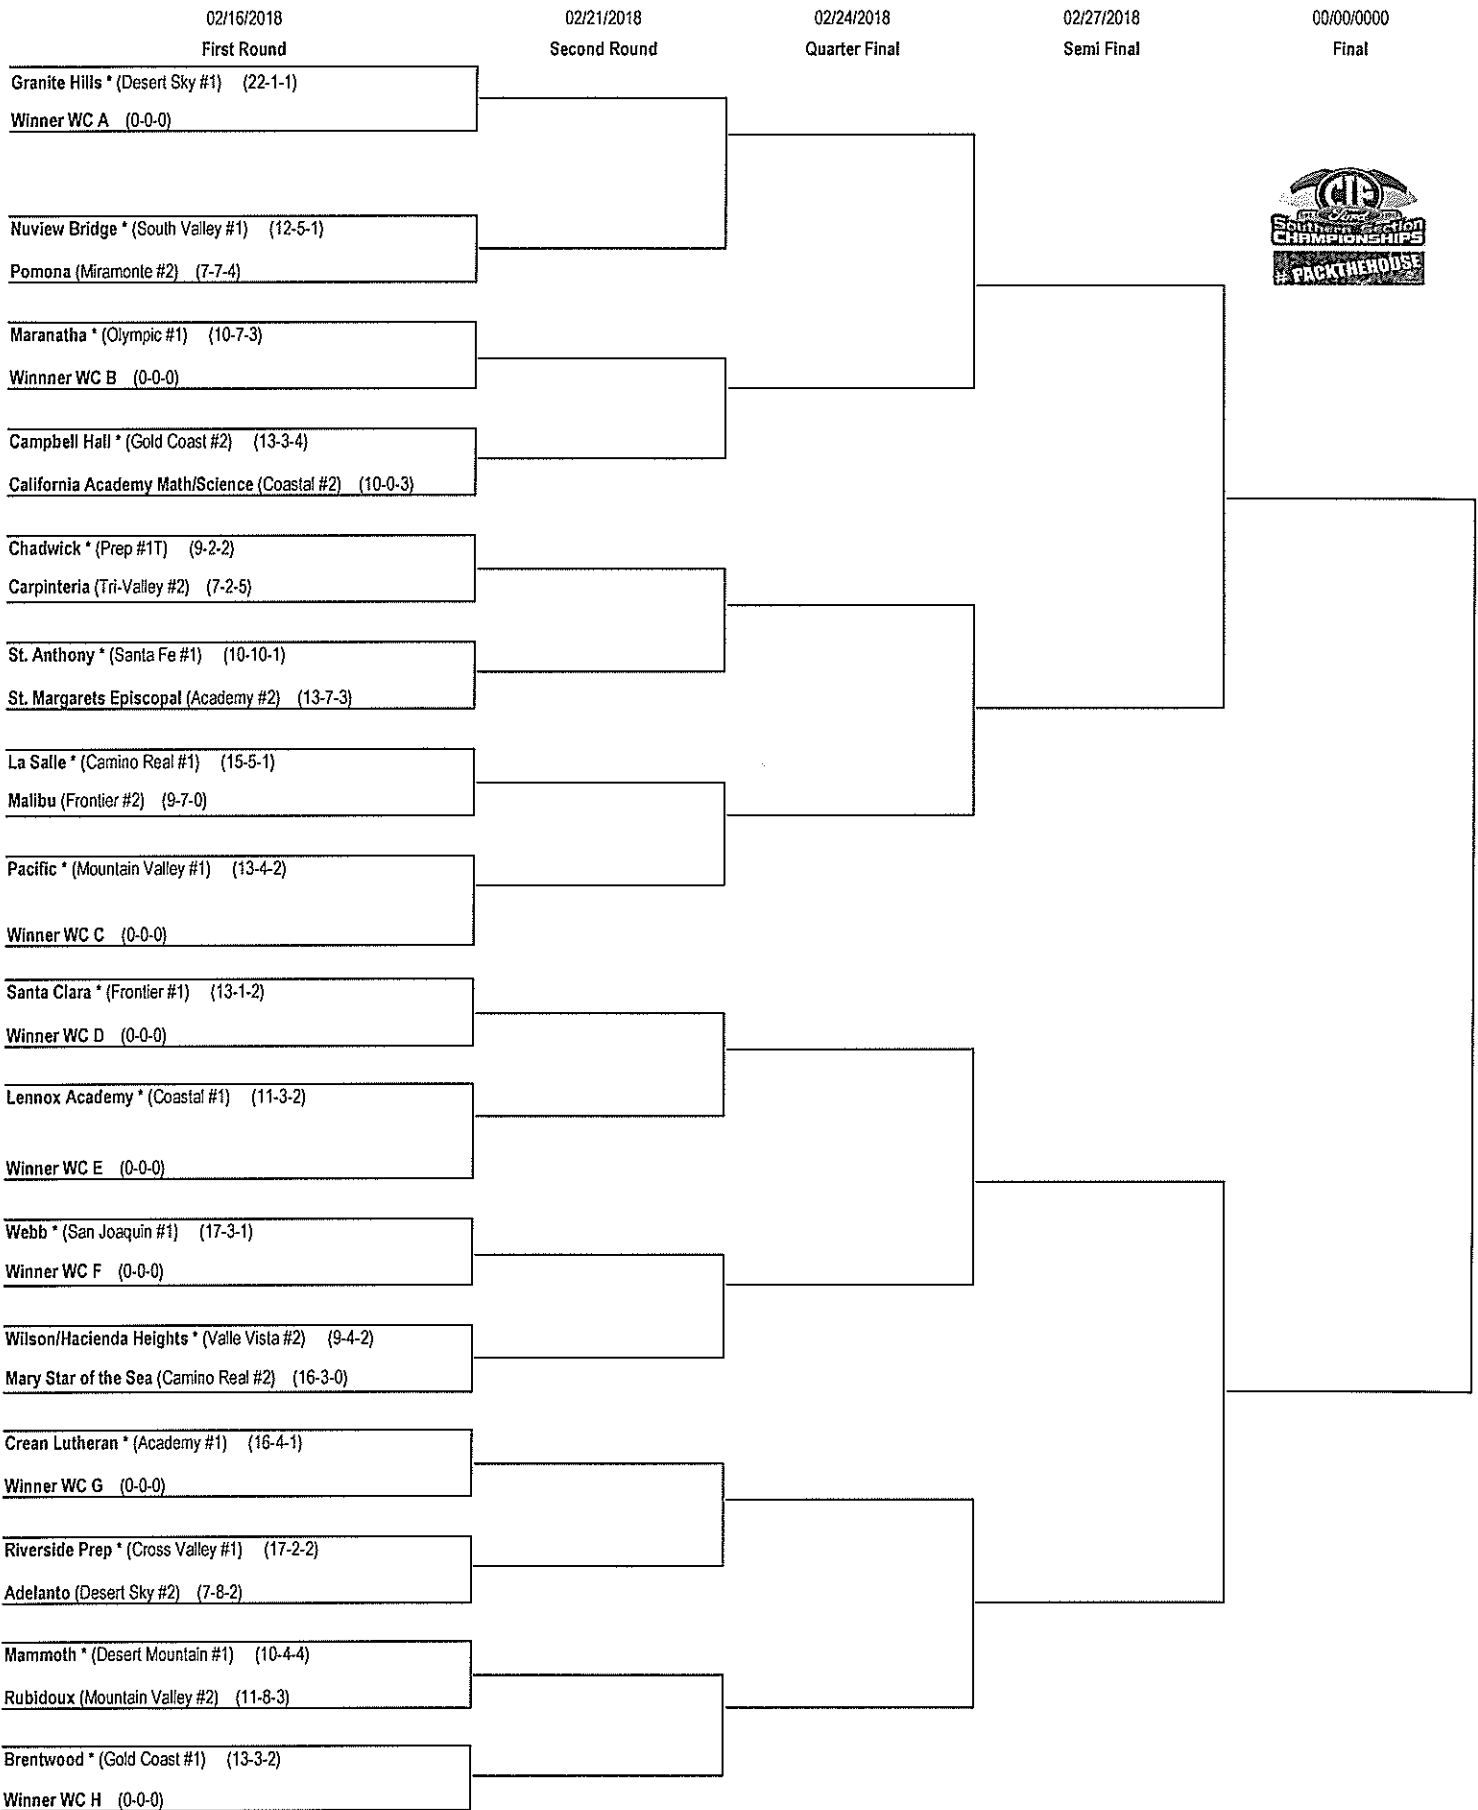 02/16/2018 02/21/2018 02/24/2018 02/27/2018 00/00/0000
First Round Second Round Quarter Final Semi Final Final
Granite Hills * (Desert Sky #1) (22-1-1)
Winner WC A (0-0-0)
CIF
Ford
Southern Section
CHAMPIONSHIPS
# PACKTHEHOUSE
Nuview Bridge * (South Valley #1) (12-5-1)
Pomona (Miramonte #2) (7-7-4)
Maranatha * (Olympic #1) (10-7-3)
Winnner WC B (0-0-0)
Campbell Hall * (Gold Coast #2) (13-3-4)
California Academy Math/Science (Coastal #2) (10-0-3)
Chadwick * (Prep #1T) (9-2-2)
Carpinteria (Tri-Valley #2) (7-2-5)
St. Anthony * (Santa Fe #1) (10-10-1)
St. Margarets Episcopal (Academy #2) (13-7-3)
La Salle * (Camino Real #1) (15-5-1)
Malibu (Frontier #2) (9-7-0)
Pacific * (Mountain Valley #1) (13-4-2)
Winner WC C (0-0-0)
Santa Clara * (Frontier #1) (13-1-2)
Winner WC D (0-0-0)
Lennox Academy * (Coastal #1) (11-3-2)
Winner WC E (0-0-0)
Webb * (San Joaquin #1) (17-3-1)
Winner WC F (0-0-0)
Wilson/Hacienda Heights * (Valle Vista #2) (9-4-2)
Mary Star of the Sea (Camino Real #2) (16-3-0)
Crean Lutheran * (Academy #1) (16-4-1)
Winner WC G (0-0-0)
Riverside Prep * (Cross Valley #1) (17-2-2)
Adelanto (Desert Sky #2) (7-8-2)
Mammoth * (Desert Mountain #1) (10-4-4)
Rubidoux (Mountain Valley #2) (11-8-3)
Brentwood * (Gold Coast #1) (13-3-2)
Winner WC H (0-0-0)